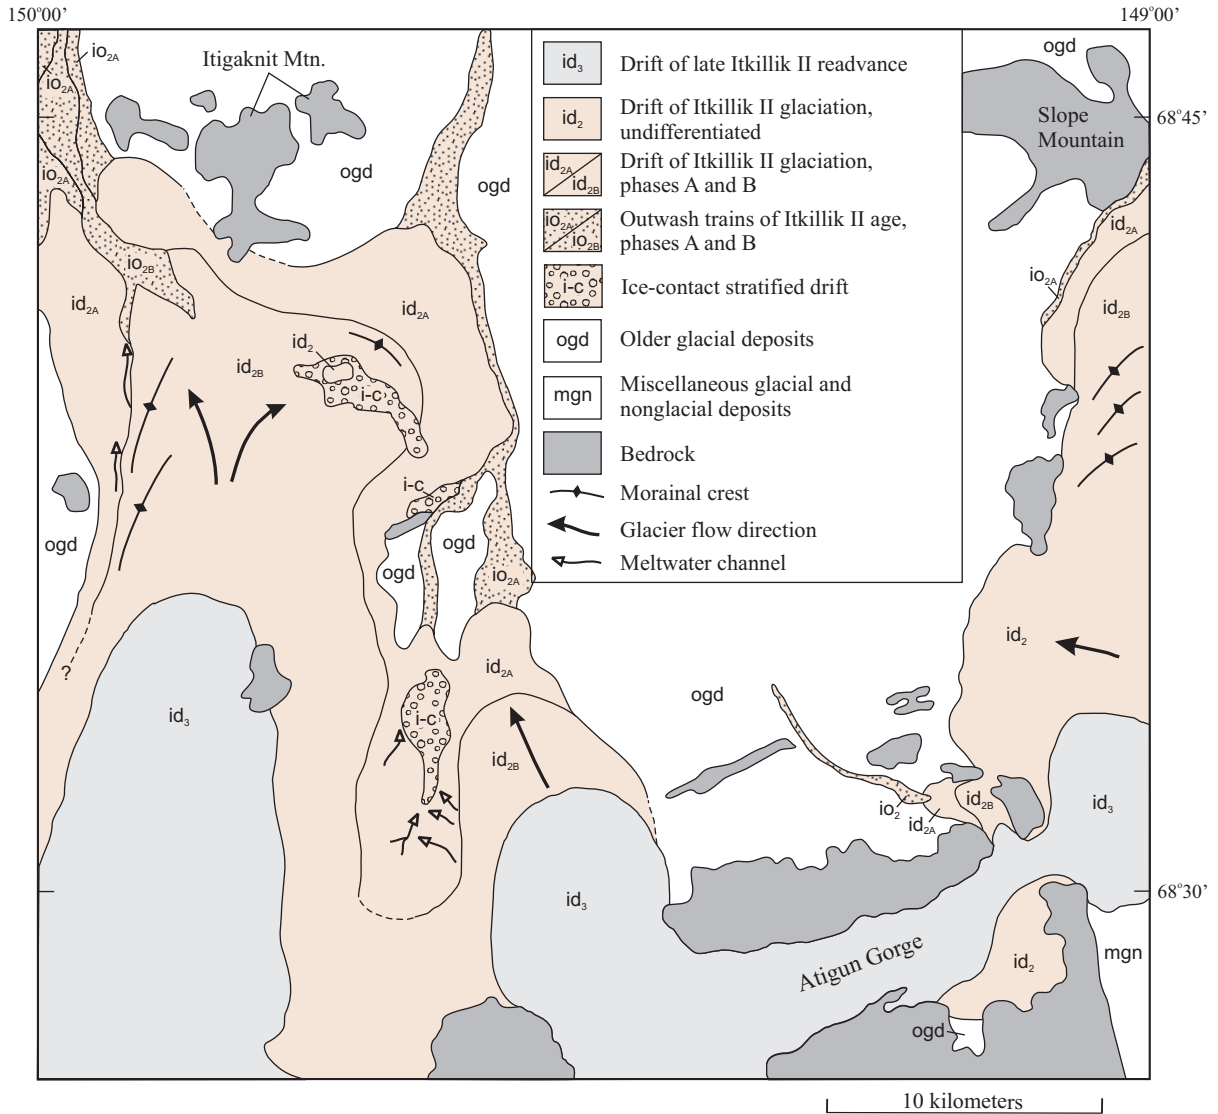 150°00’
149°00’
io2A
io2A
Itigaknit Mtn.
id3 Drift of late Itkillik II readvance
ogd
id2 Drift of Itkillik II glaciation,
undifferentiated
Slope
Mountain
68°45’
id2A
id2B
Drift of Itkillik II glaciation,
phases A and B
io2A
ogd
ogd
io2A
io2B
Outwash trains of Itkillik II age,
phases A and B
id2A
io2B
i-c Ice-contact stratified drift
io2A
id2A
id2A
id2B
id2
ogd Older glacial deposits
id2B
i-c
mgn Miscellaneous glacial and
nonglacial deposits
Bedrock
i-c
Morainal crest
Glacier flow direction
Meltwater channel
ogd
ogd
ogd
io2A
id2
?
id2A
ogd
id3
i-c
id2B
id2B
id3
io2
id2A
id3
68°30’
Atigun Gorge
id2
mgn
ogd
10 kilometers